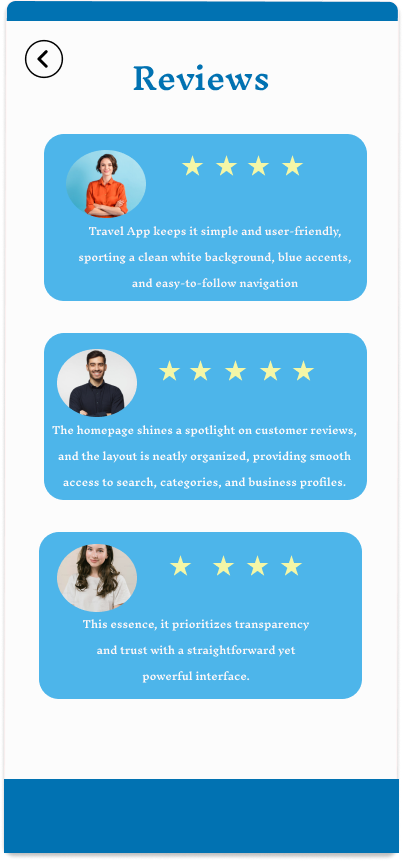 Reviews
Travel App keeps it simple and user-friendly,
sporting a clean white background, blue accents,
and easy-to-follow navigation
The homepage shines a spotlight on customer reviews,
and the layout is neatly organized, providing smooth
access to search, categories, and business profiles.
This essence, it prioritizes transparency
and trust with a straightforward yet
powerful interface.